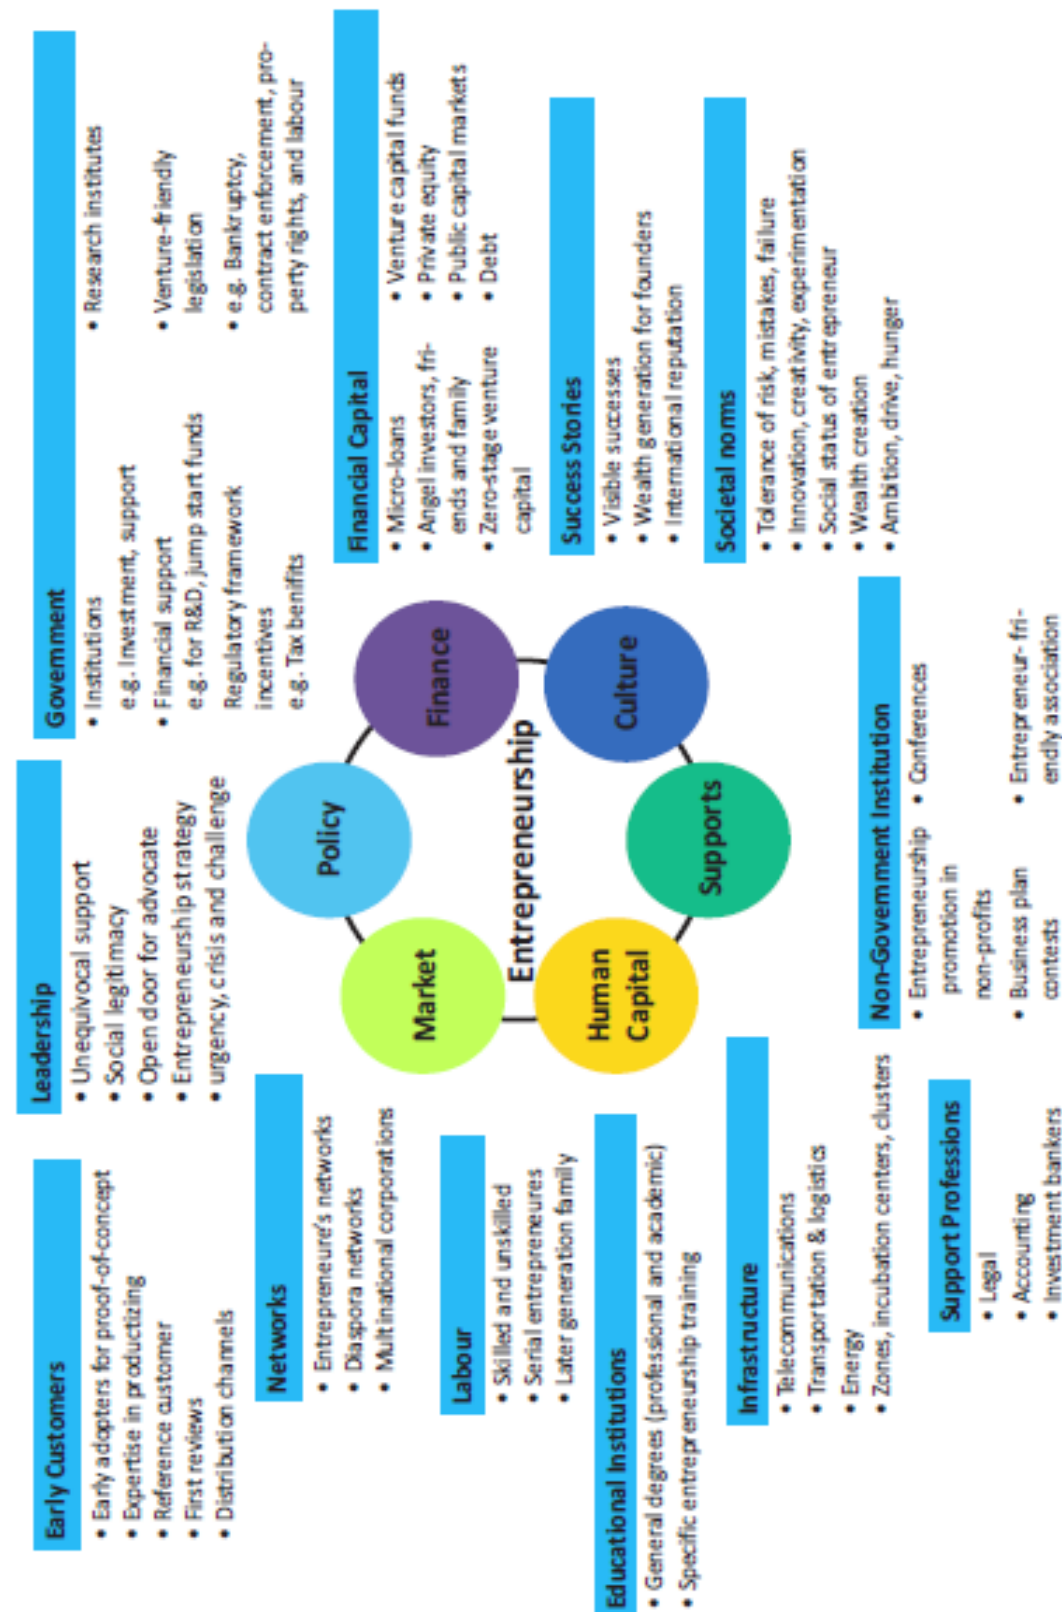 Early Customers
• Early adopters for proof-of-concept
• Expertise in productizing
• Reference customer
• First reviews
• Distribution channels
Leadership
• Unequivocal support
• Social legitimacy
• Open door for advocate
• Entrepreneurship strategy
• urgency, crisis and challenge
Government
• Institutions
e.g. Investment, support
• Financial support
e.g. for R&D, jump start funds
Regulatory framework
incentives
e.g. Tax benifits
• Research institutes
• Venture-friendly
legislation
• e.g. Bankruptcy,
contract enforcement, pro-
perty rights, and labour
Networks
• Entrepreneure's networks
• Diaspora networks
• Multinational corporations
Labour
• Skilled and unskilled
• Serial entrepreneures
• Later generation family
Educational Institutions
• General degrees (professional and academic)
• Specific entrepreneurship training
Policy
Market
Finance
Entrepreneurship
Human
Capital
Culture
Supports
Financial Capital
• Micro-loans
• Angel investors, fri-
ends and family
• Zero-stage venture
capital
• Venture capital funds
• Private equity
• Public capital markets
• Debt
Success Stories
• Visible successes
• Wealth generation for founders
• International reputation
Societal norms
• Tolerance of risk, mistakes, failure
• Innovation, creativity, experimentation
• Social status of entrepreneur
• Wealth creation
• Ambition, drive, hunger
Infrastructure
• Telecommunications
• Transportation & logistics
• Energy
• Zones, incubation centers, clusters
Support Professions
• Legal
• Accounting
• Investment bankers
Non-Government Institution
• Entrepreneurship
promotion in
non-profits
• Business plan
contests
• Conferences
• Entrepreneur- fri-
endly association